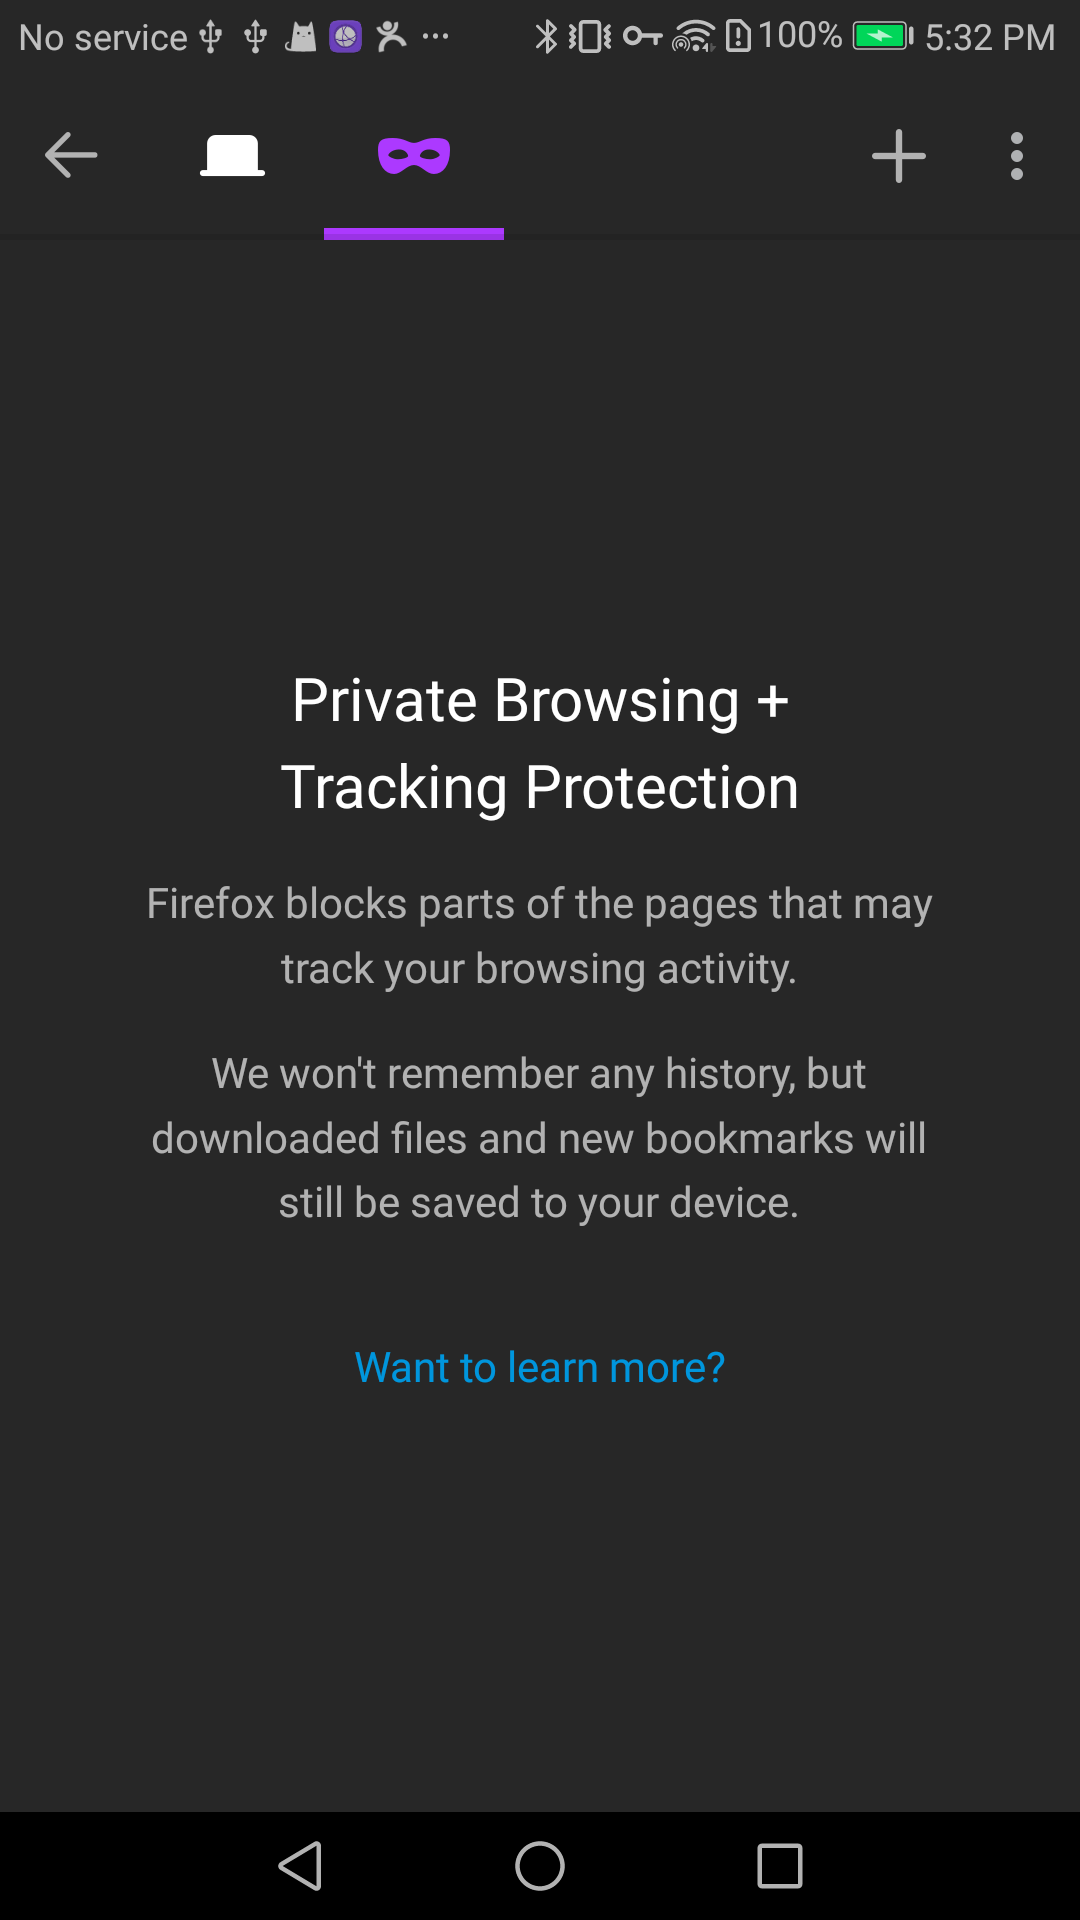 No service 100% 5:32 PM
Private Browsing +
Tracking Protection
Firefox blocks parts of the pages that may
track your browsing activity.
We won't remember any history, but
downloaded files and new bookmarks will
still be saved to your device.
Want to learn more?